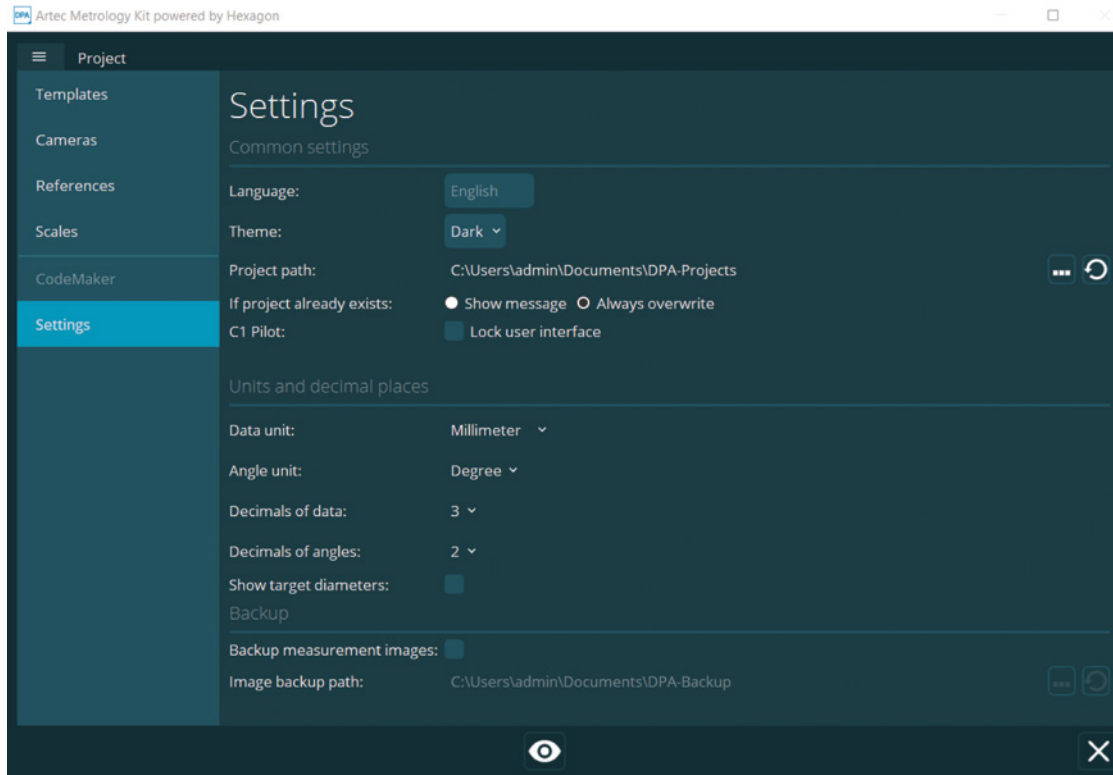 DPA Artec Metrology Kit powered by Hexagon
Project
Templates
Cameras
References
Scales
CodeMaker
Settings
Settings
Common settings
Language: English
Theme: Dark
Project path: C:\Users\admin\Documents\DPA-Projects
If project already exists: Show message Always overwrite
C1 Pilot: Lock user interface
Units and decimal places
Data unit: Millimeter
Angle unit: Degree
Decimals of data: 3
Decimals of angles: 2
Show target diameters:
Backup
Backup measurement images:
Image backup path: C:\Users\admin\Documents\DPA-Backup